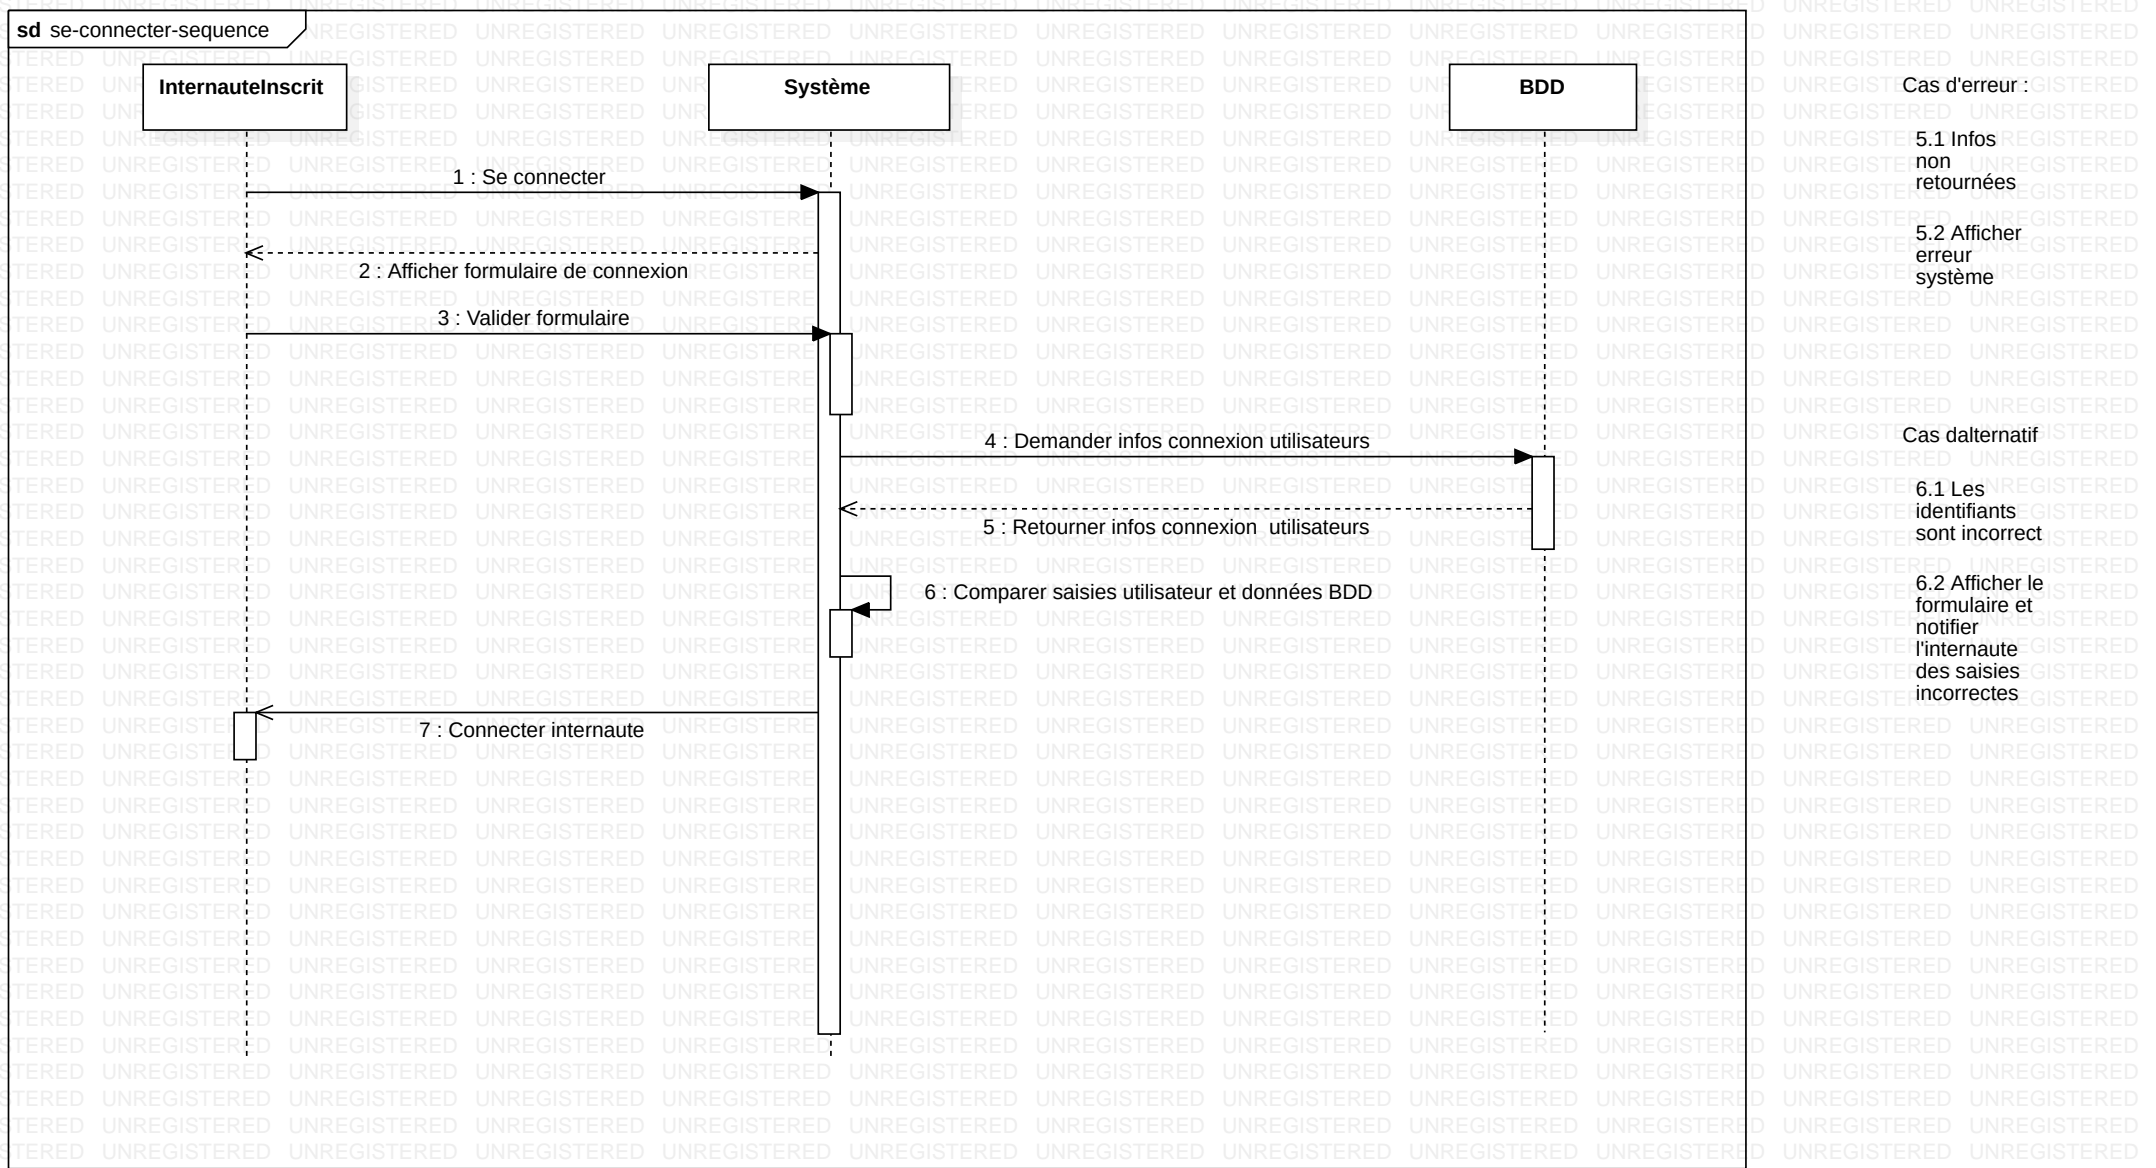 sd se-connecter-sequence
InternauteInscrit
Système
BDD
1 : Se connecter
2 : Afficher formulaire de connexion
3 : Valider formulaire
4 : Demander infos connexion utilisateurs
5 : Retourner infos connexion  utilisateurs
6 : Comparer saisies utilisateur et données BDD
7 : Connecter internaute
Cas d'erreur :
5.1 Infos
non
retournées
5.2 Afficher
erreur
système
Cas dalternatif
6.1 Les
identifiants
sont incorrect
6.2 Afficher le
formulaire et
notifier
l'internaute
des saisies
incorrectes
UNREGISTERED